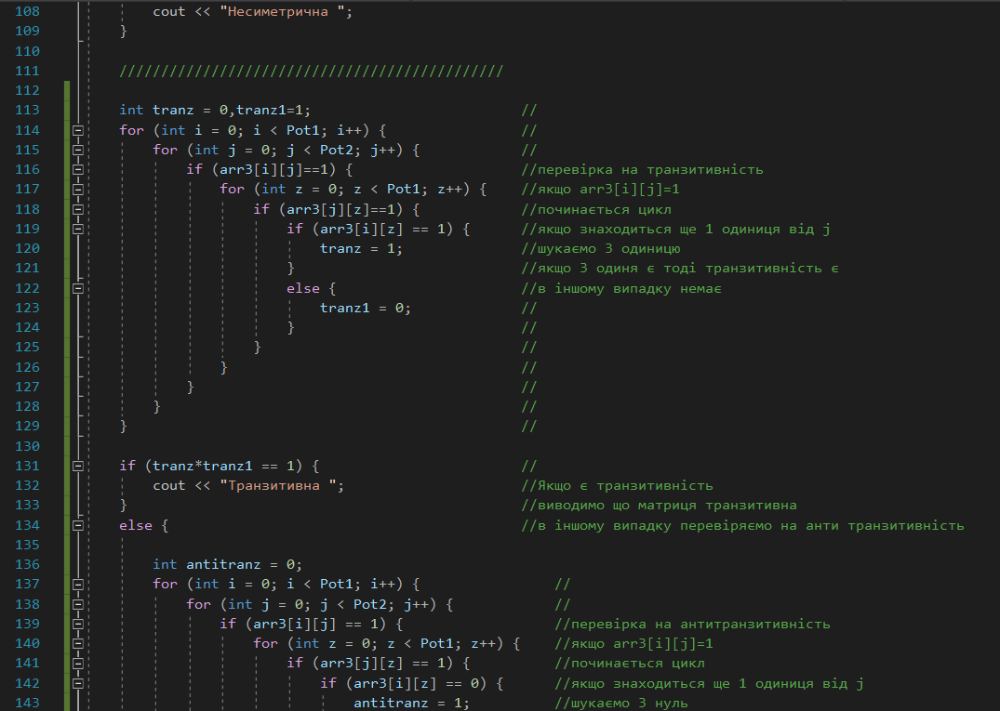 108 cout << "Несиметрична ";
109 }
110
111 //////////////////////////////////////////////
112
113 int tranz = 0,tranz1=1; //
114 for (int i = 0; i < Pot1; i++) { //
115 for (int j = 0; j < Pot2; j++) { //
116 if (arr3[i][j]==1) { //перевірка на транзитивність
117 for (int z = 0; z < Pot1; z++) { //якщо arr3[i][j]=1
118 if (arr3[j][z]==1) { //починається цикл
119 if (arr3[i][z] == 1) { //якщо знаходиться ще 1 одиниця від j
120 tranz = 1; //шукаємо 3 одиницю
121 } //якщо 3 одиня є тоді транзитивність є
122 else { //в іншому випадку немає
123 tranz1 = 0; //
124 } //
125 } //
126 } //
127 } //
128 } //
129 } //
130
131 if (tranz*tranz1 == 1) { //
132 cout << "Транзитивна "; //Якщо є транзитивність
133 } //виводимо що матриця транзитивна
134 else { //в іншому випадку перевіряємо на анти транзитивність
135
136 int antitranz = 0;
137 for (int i = 0; i < Pot1; i++) { //
138 for (int j = 0; j < Pot2; j++) { //
139 if (arr3[i][j] == 1) { //перевірка на антитранзитивність
140 for (int z = 0; z < Pot1; z++) { //якщо arr3[i][j]=1
141 if (arr3[j][z] == 1) { //починається цикл
142 if (arr3[i][z] == 0) { //якщо знаходиться ще 1 одиниця від j
143 antitranz = 1; //шукаємо 3 нуль